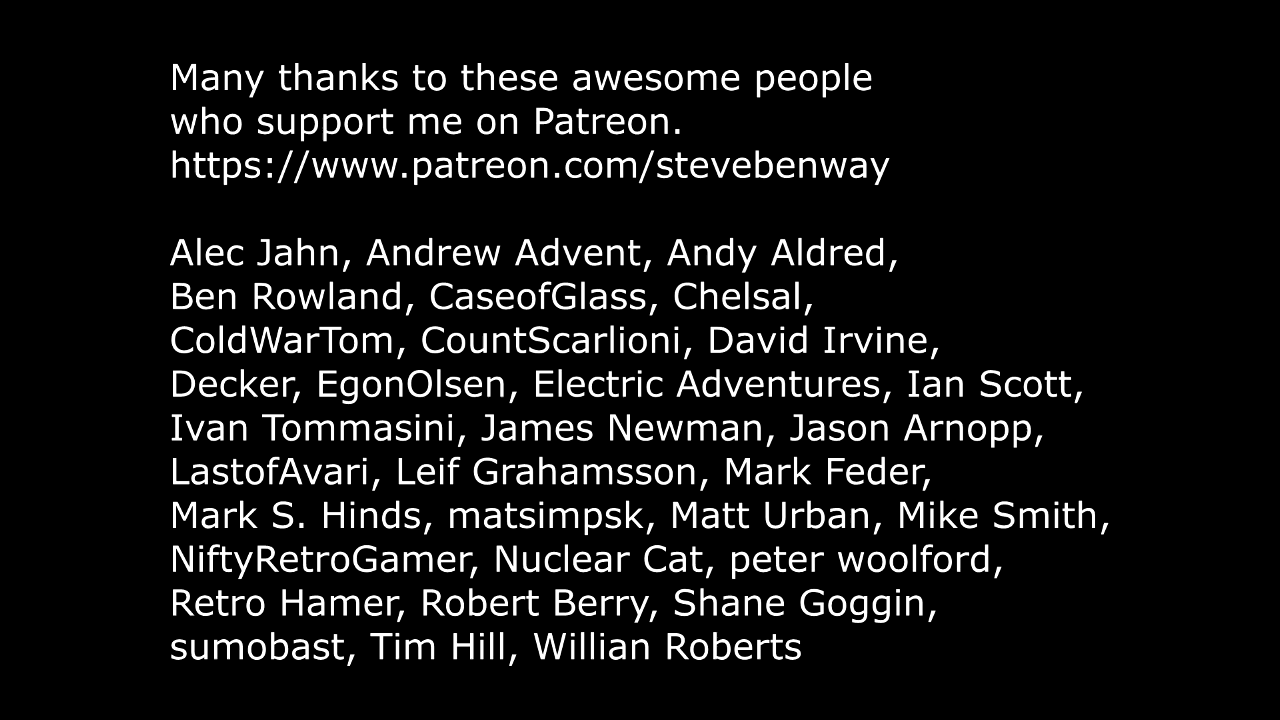 Many thanks to these awesome people
who support me on Patreon.
https://www.patreon.com/stevebenway
Alec Jahn, Andrew Advent, Andy Aldred,
Ben Rowland, CaseofGlass, Chelsal,
ColdWarTom, CountScarlioni, David Irvine,
Decker, EgonOlsen, Electric Adventures, Ian Scott,
Ivan Tommasini, James Newman, Jason Arnopp,
LastofAvari, Leif Grahamsson, Mark Feder,
Mark S. Hinds, matsimpsk, Matt Urban, Mike Smith,
NiftyRetroGamer, Nuclear Cat, peter woolford,
Retro Hamer, Robert Berry, Shane Goggin,
sumobast, Tim Hill, Willian Roberts